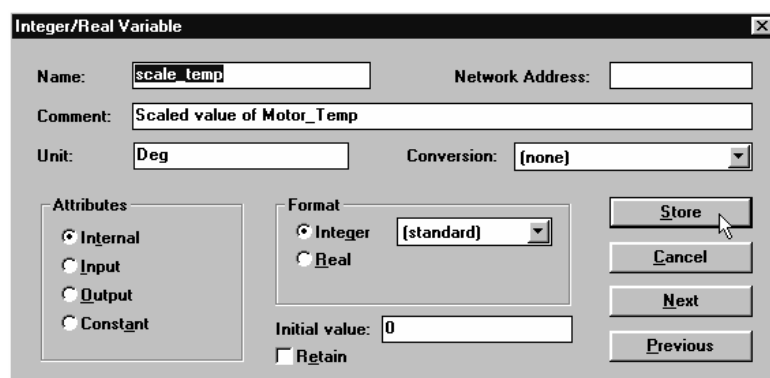 Integer/Real Variable
Name: scale_temp Network Address:
Comment: Scaled value of Motor_Temp
Unit: Deg Conversion: (none)
Attributes
Internal
Input
Output
Constant
Format
Integer (standard)
Real
Initial value: 0
Retain
Store
Cancel
Next
Previous